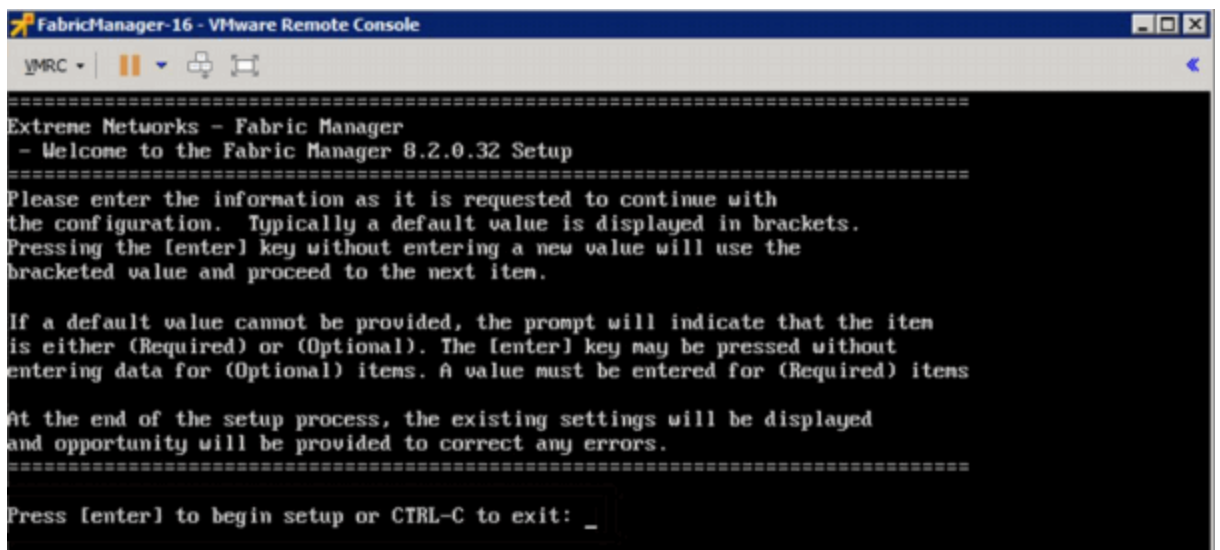 FabricManager-16 - VMware Remote Console
VMRC
================================================================================
Extreme Networks - Fabric Manager
- Welcome to the Fabric Manager 8.2.0.32 Setup
================================================================================
Please enter the information as it is requested to continue with
the configuration.  Typically a default value is displayed in brackets.
Pressing the [enter] key without entering a new value will use the
bracketed value and proceed to the next item.
If a default value cannot be provided, the prompt will indicate that the item
is either (Required) or (Optional). The [enter] key may be pressed without
entering data for (Optional) items. A value must be entered for (Required) items
At the end of the setup process, the existing settings will be displayed
and opportunity will be provided to correct any errors.
================================================================================
Press [enter] to begin setup or CTRL-C to exit: _